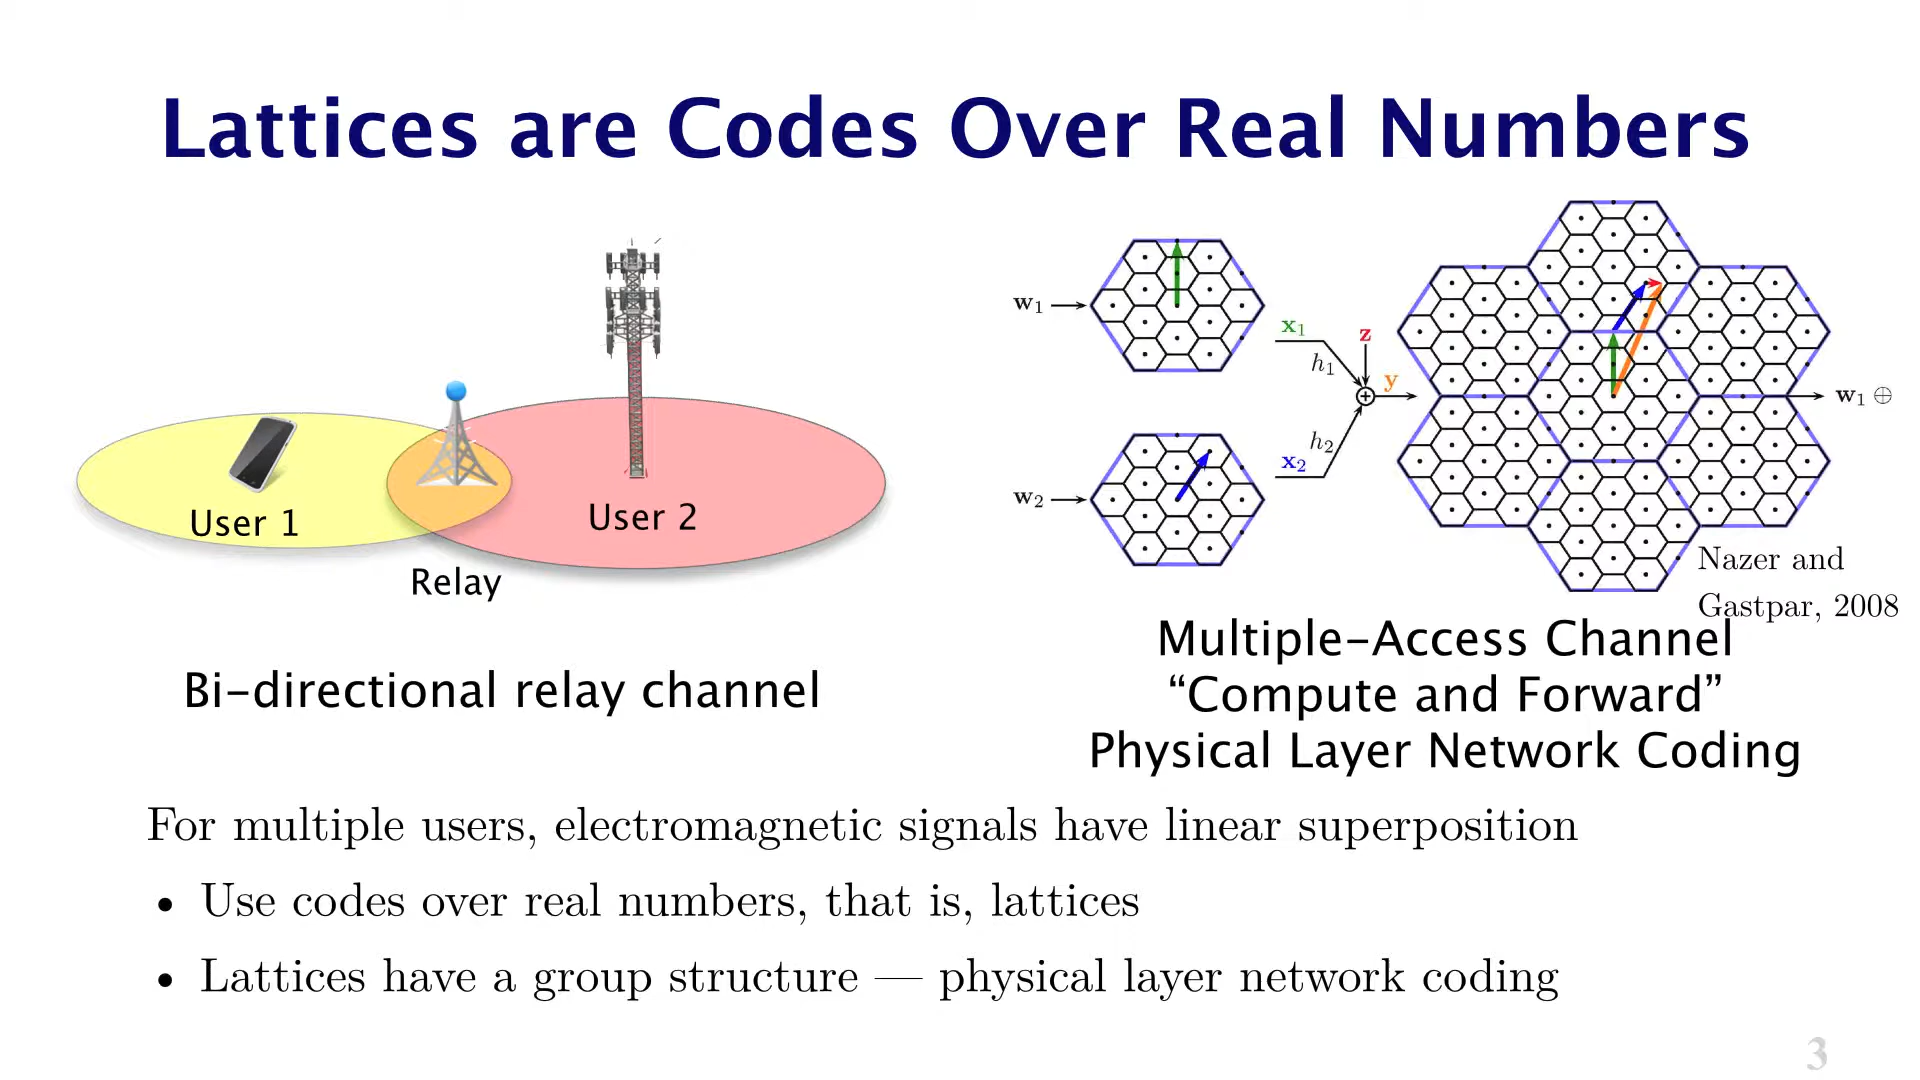 Lattices are Codes Over Real Numbers
User 1
User 2
Relay
Bi-directional relay channel
w1
w2
x1
h1
z
y
h2
x2
w1 ⊕
Nazer and
Gastpar, 2008
Multiple-Access Channel
“Compute and Forward”
Physical Layer Network Coding
For multiple users, electromagnetic signals have linear superposition
• Use codes over real numbers, that is, lattices
• Lattices have a group structure — physical layer network coding
3